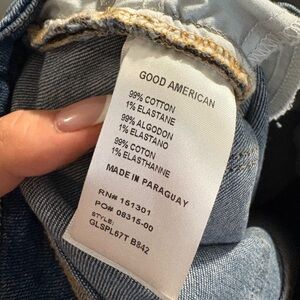 GOOD AMERICAN
99% COTTON
1% ELASTANE
99% ALGODON
1% ELASTANO
99% COTON
1% ELASTHANNE
MADE IN PARAGUAY
RN# 151301
PO# 08315-00
STYLE:
GLSPL67T B942